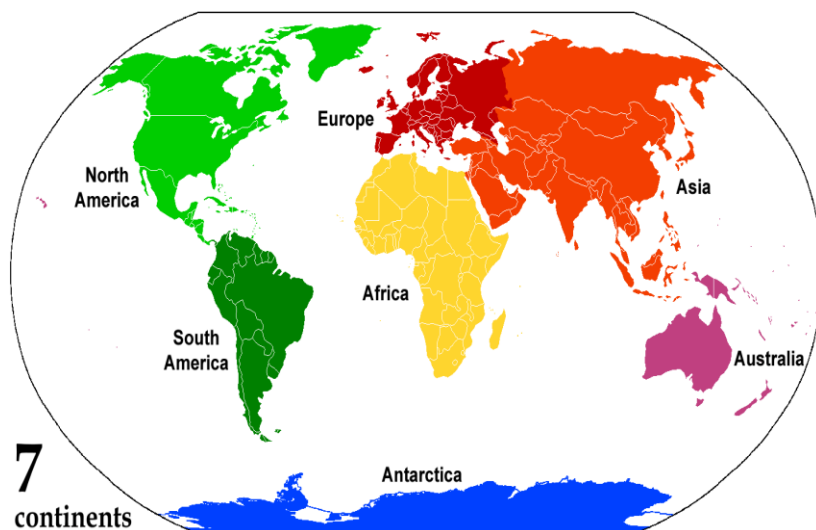 Europe
North
America
Asia
Africa
South
America
Australia
Antarctica
7
continents